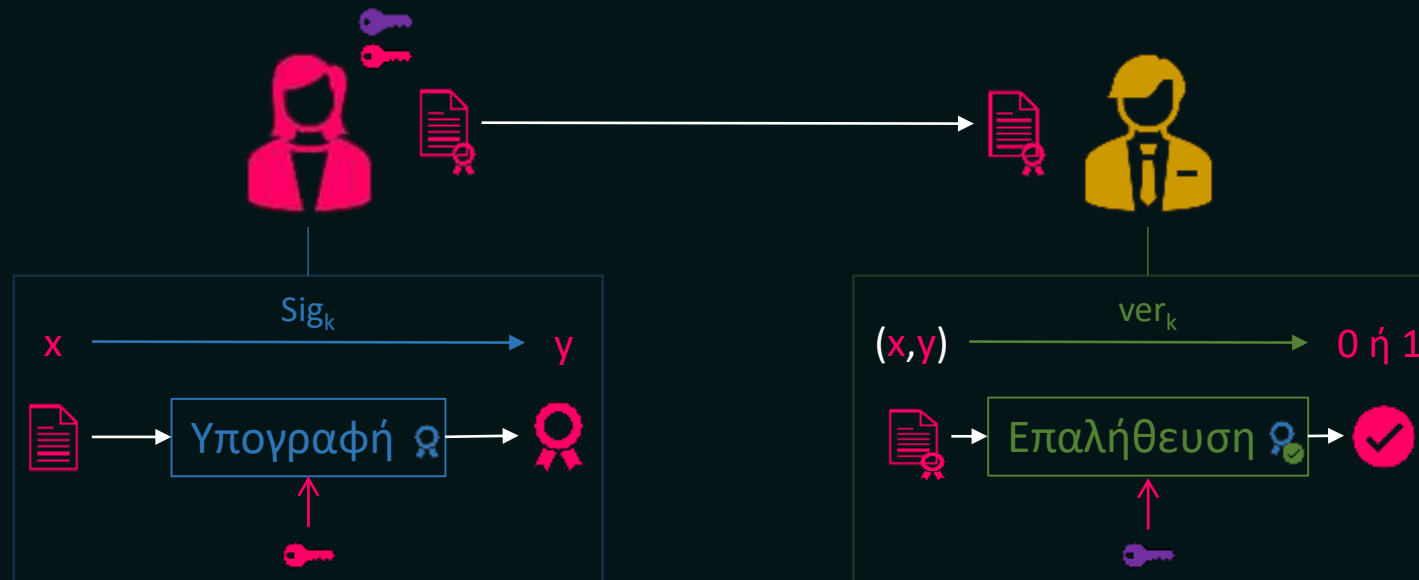 Sig_k
x y
Υπογραφή
ver_k
(x,y) 0 ή 1
Επαλήθευση